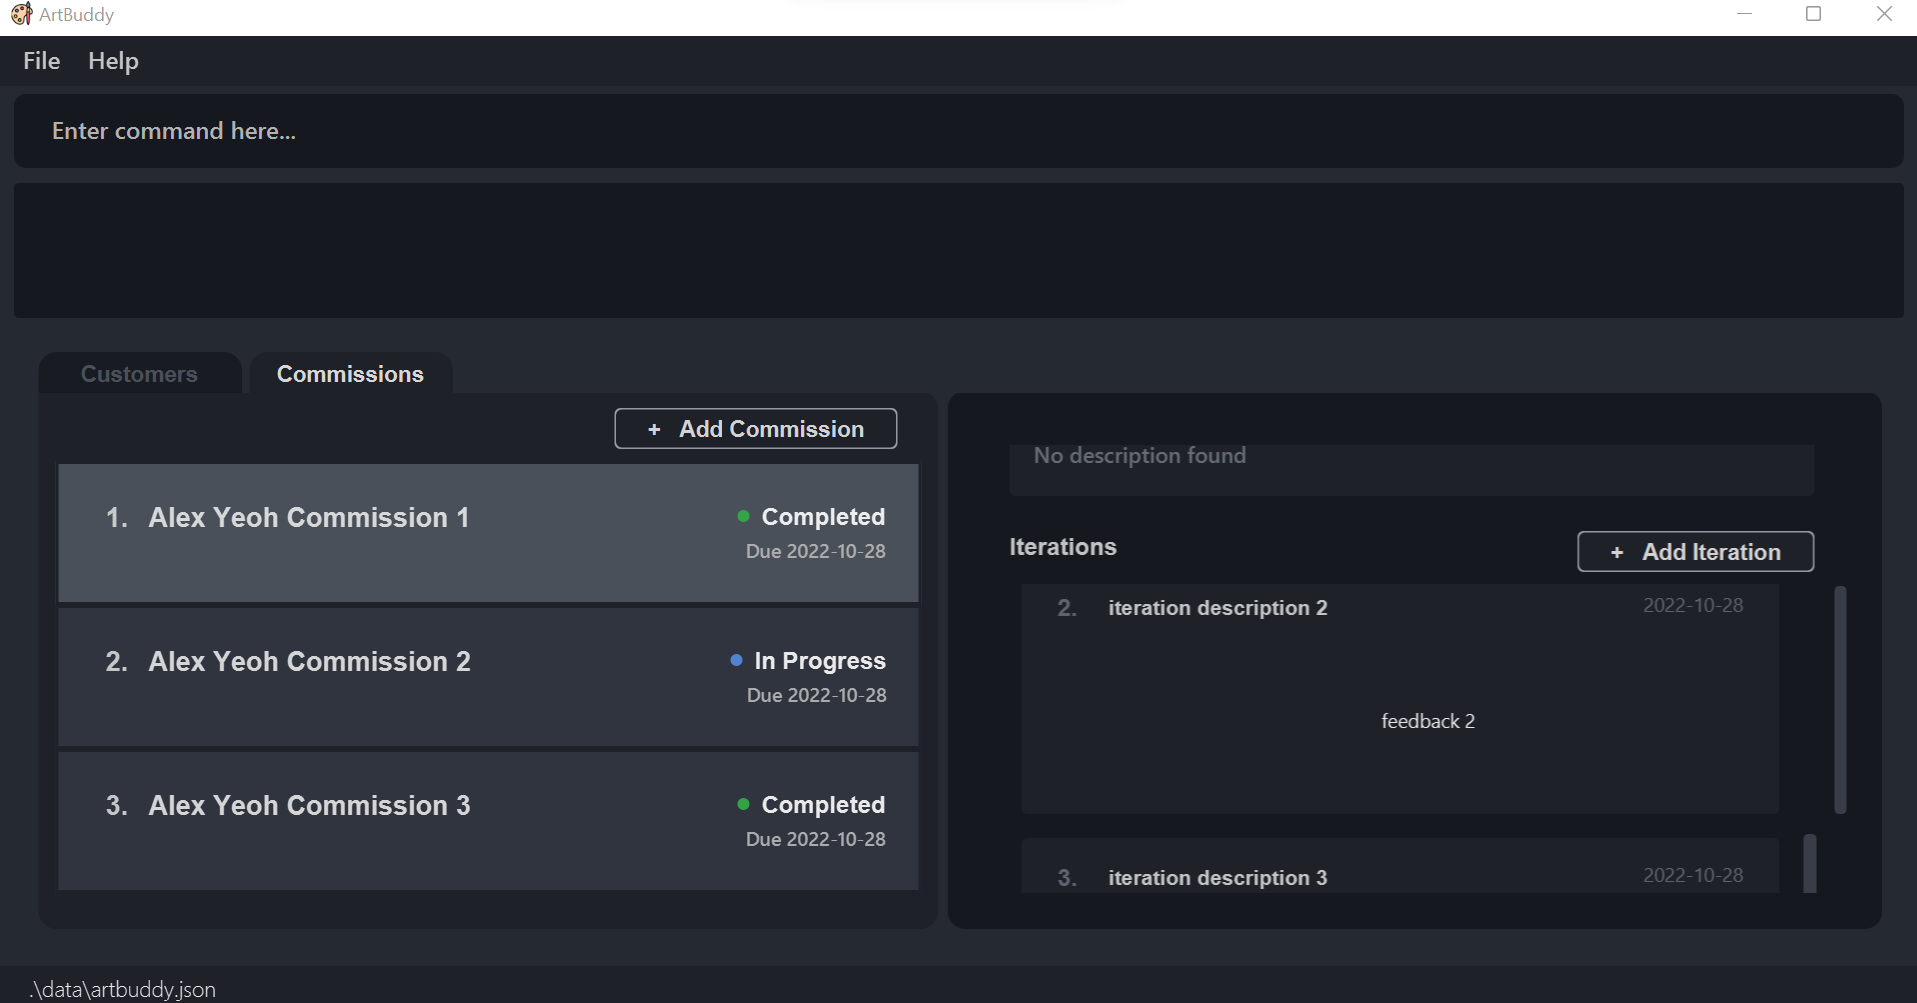 ArtBuddy
File Help
Enter command here...
Customers Commissions
+ Add Commission
1. Alex Yeoh Commission 1
Completed
Due 2022-10-28
2. Alex Yeoh Commission 2
In Progress
Due 2022-10-28
3. Alex Yeoh Commission 3
Completed
Due 2022-10-28
No description found
Iterations
+ Add Iteration
2. iteration description 2 2022-10-28
feedback 2
3. iteration description 3 2022-10-28
.\data\artbuddy.json